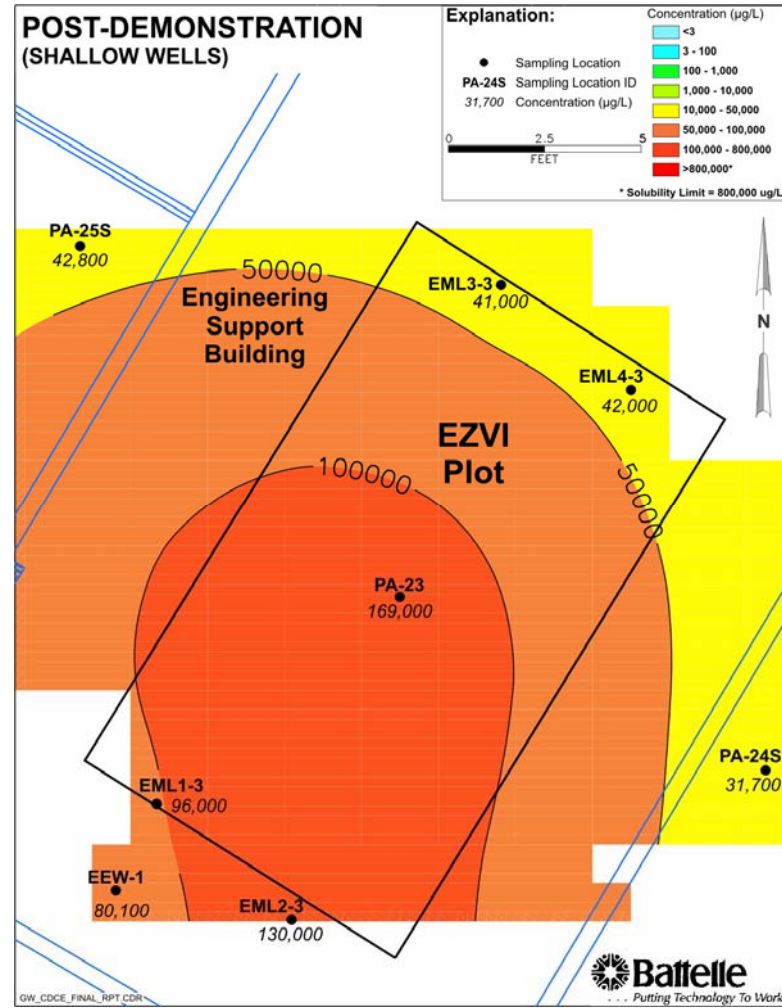 POST-DEMONSTRATION
(SHALLOW WELLS)
Explanation:
Sampling Location
PA-24S Sampling Location ID
31,700 Concentration (µg/L)
0 2.5 5
FEET
Concentration (µg/L)
<3
3 - 100
100 - 1,000
1,000 - 10,000
10,000 - 50,000
50,000 - 100,000
100,000 - 800,000
>800,000*
* Solubility Limit = 800,000 ug/L
N
PA-25S
42,800
50000
EML3-3
41,000
Engineering
Support
Building
EML4-3
42,000
EZVI
Plot
100000
50000
PA-23
169,000
PA-24S
31,700
EML1-3
96,000
EEW-1
80,100
EML2-3
130,000
Battelle
. . . Putting Technology To Work
GW_CDCE_FINAL_RPT.CDR